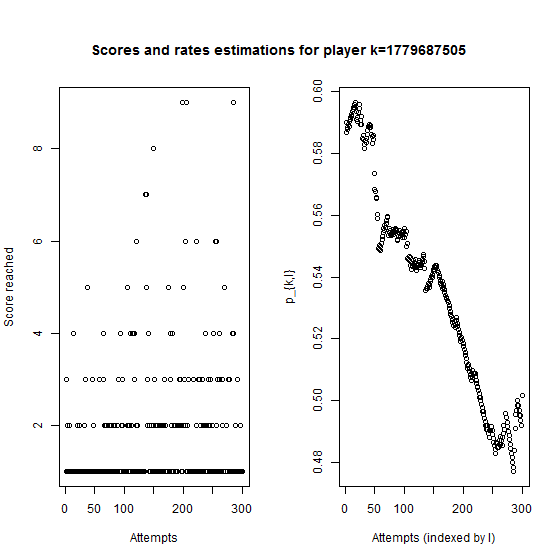 Scores and rates estimations for player k=1779687505
Score reached
2 4 6 8
0 50 150 300
Attempts
p_{k,l}
0.48 0.50 0.52 0.54 0.56 0.58 0.60
0 50 100 200 300
Attempts (indexed by l)